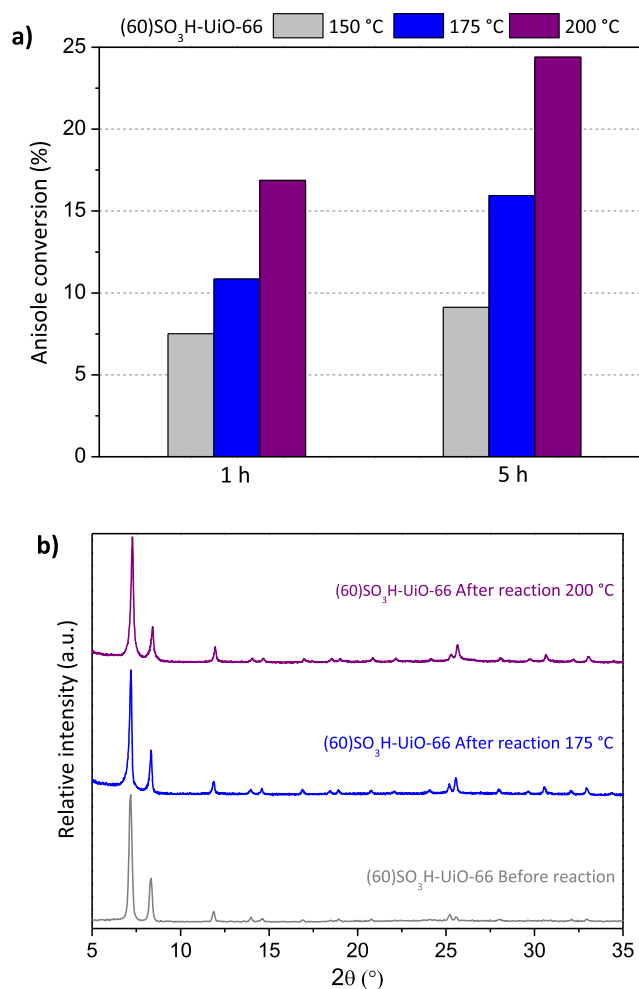 a) (60)SO3H-UiO-66 150 °C 175 °C 200 °C
Anisole conversion (%)
25
20
15
10
5
0
1 h 5 h
b)
Relative intensity (a.u.)
(60)SO3H-UiO-66 After reaction 200 °C
(60)SO3H-UiO-66 After reaction 175 °C
(60)SO3H-UiO-66 Before reaction
5 10 15 20 25 30 35
2θ (°)